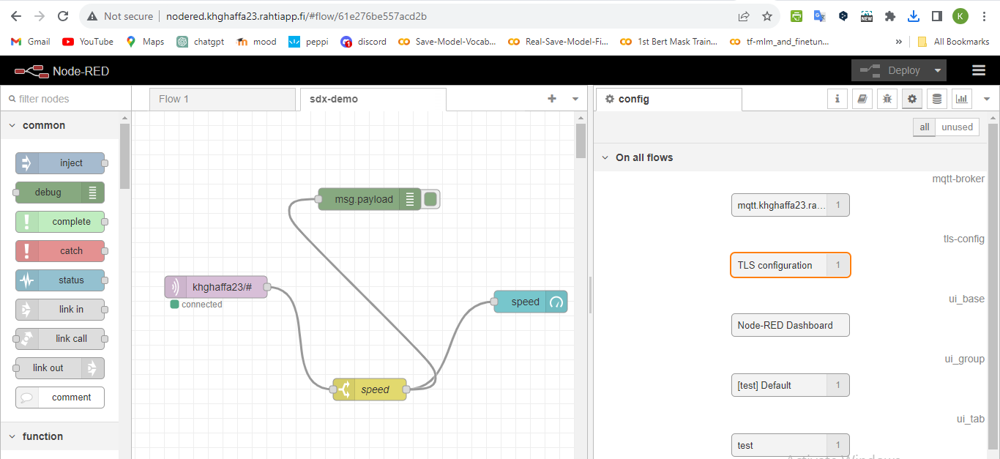 Not secure nodered.khghaffa23.rahtiapp.fi/#flow/61e276be557acd2b
NEW
K
Gmail YouTube Maps chatgpt moodle peppi discord Save-Model-Vocab... Real-Save-Model-Fi... 1st Bert Mask Train... tf-mlm_and_finetun... » All Bookmarks
Node-RED Deploy
filter nodes
Flow 1 sdx-demo
config
common
all unused
On all flows
inject
debug
complete
catch
status
link in
link call
link out
comment
function
msg.payload
khghaffa23/#
connected
speed
speed
mqtt-broker
mqtt.khghaffa23.ra... 1
tls-config
TLS configuration 1
ui_base
Node-RED Dashboard
ui_group
[test] Default 1
ui_tab
test 1
Activate Windows